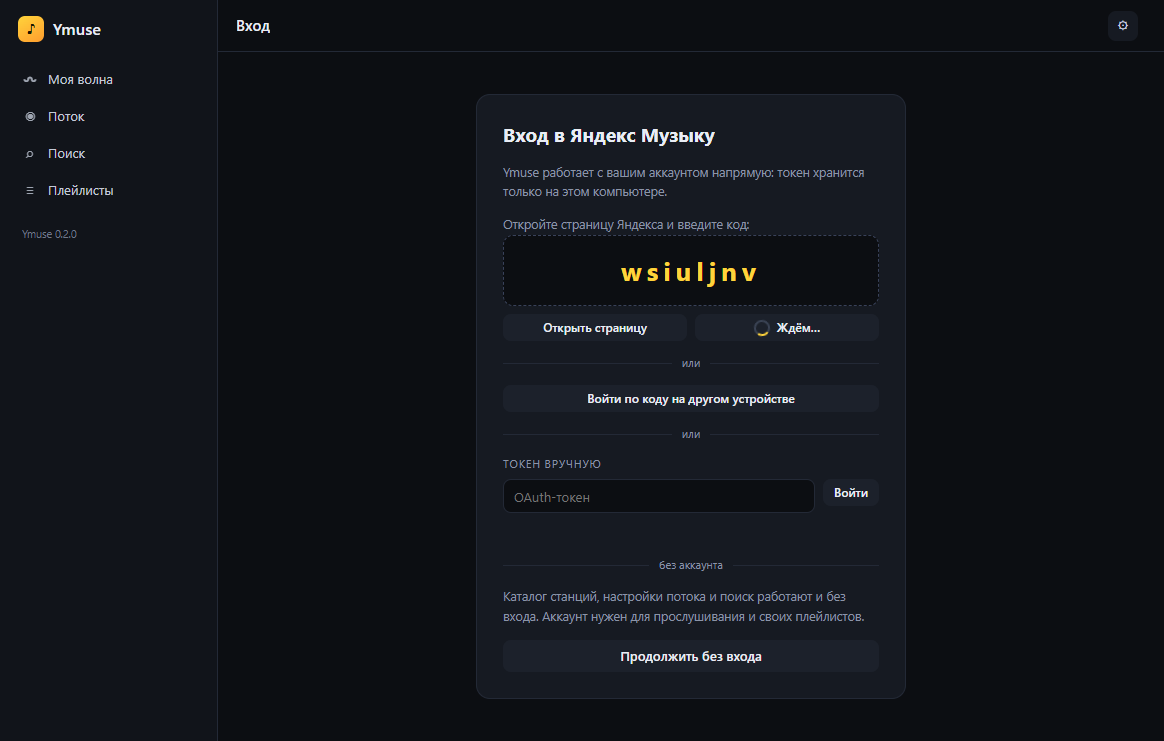 Ymuse
Моя волна
Поток
Поиск
Плейлисты
Ymuse 0.2.0
Вход
Вход в Яндекс Музыку
Ymuse работает с вашим аккаунтом напрямую: токен хранится
только на этом компьютере.
Откройте страницу Яндекса и введите код:
wsiuljnv
Открыть страницу
Ждём...
или
Войти по коду на другом устройстве
или
ТОКЕН ВРУЧНУЮ
OAuth-токен
Войти
без аккаунта
Каталог станций, настройки потока и поиск работают и без
входа. Аккаунт нужен для прослушивания и своих плейлистов.
Продолжить без входа